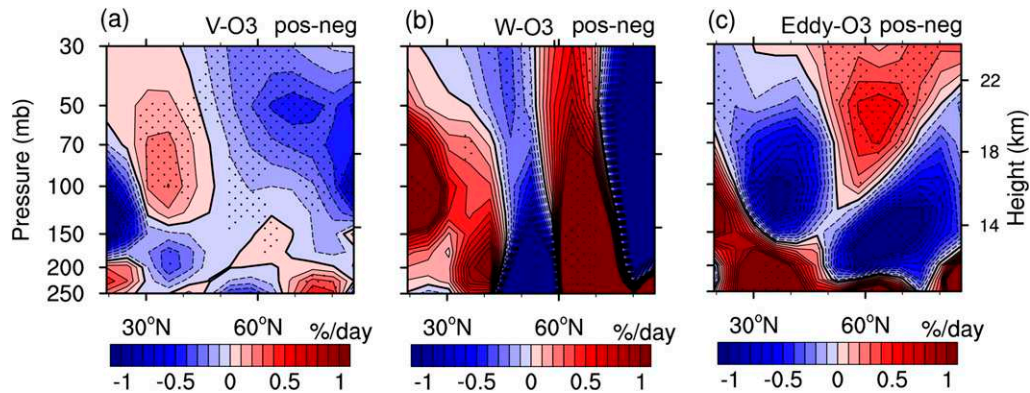 (a) V-O3 pos-neg
(b) W-O3 pos-neg
(c) Eddy-O3 pos-neg
Pressure (mb)
30
50
70
100
150
200
250
22
18
14
Height (km)
30°N 60°N %/day
30°N 60°N %/day
30°N 60°N %/day
-1 -0.5 0 0.5 1
-1 -0.5 0 0.5 1
-1 -0.5 0 0.5 1